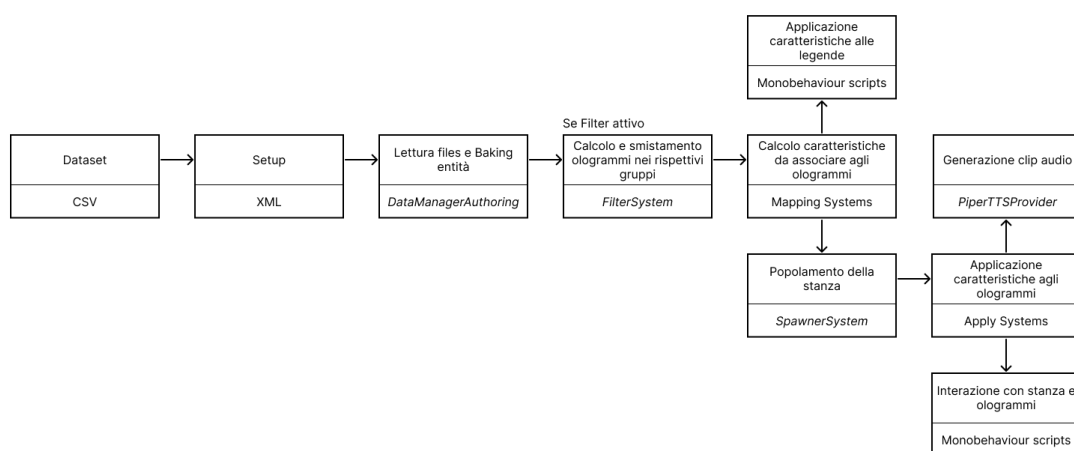 Dataset
CSV
Setup
XML
Lettura files e Baking
entità
DataManagerAuthoring
Se Filter attivo
Calcolo e smistamento
ologrammi nei rispettivi
gruppi
FilterSystem
Applicazione
caratteristiche alle
legende
Monobehaviour scripts
Calcolo caratteristiche
da associare agli
ologrammi
Mapping Systems
Popolamento della
stanza
SpawnerSystem
Generazione clip audio
PiperTTSProvider
Applicazione
caratteristiche agli
ologrammi
Apply Systems
Interazione con stanza e
ologrammi
Monobehaviour scripts